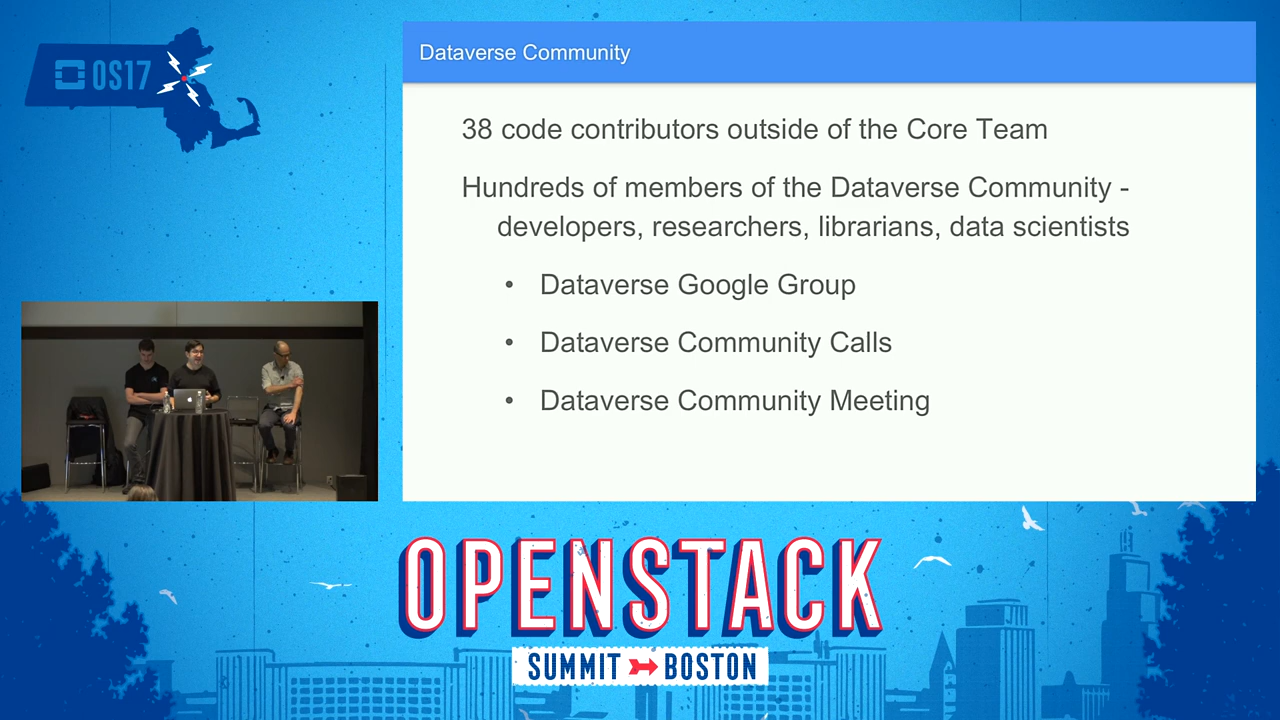 OS17
Dataverse Community
38 code contributors outside of the Core Team
Hundreds of members of the Dataverse Community -
developers, researchers, librarians, data scientists
• Dataverse Google Group
• Dataverse Community Calls
• Dataverse Community Meeting
OPENSTACK
SUMMIT BOSTON